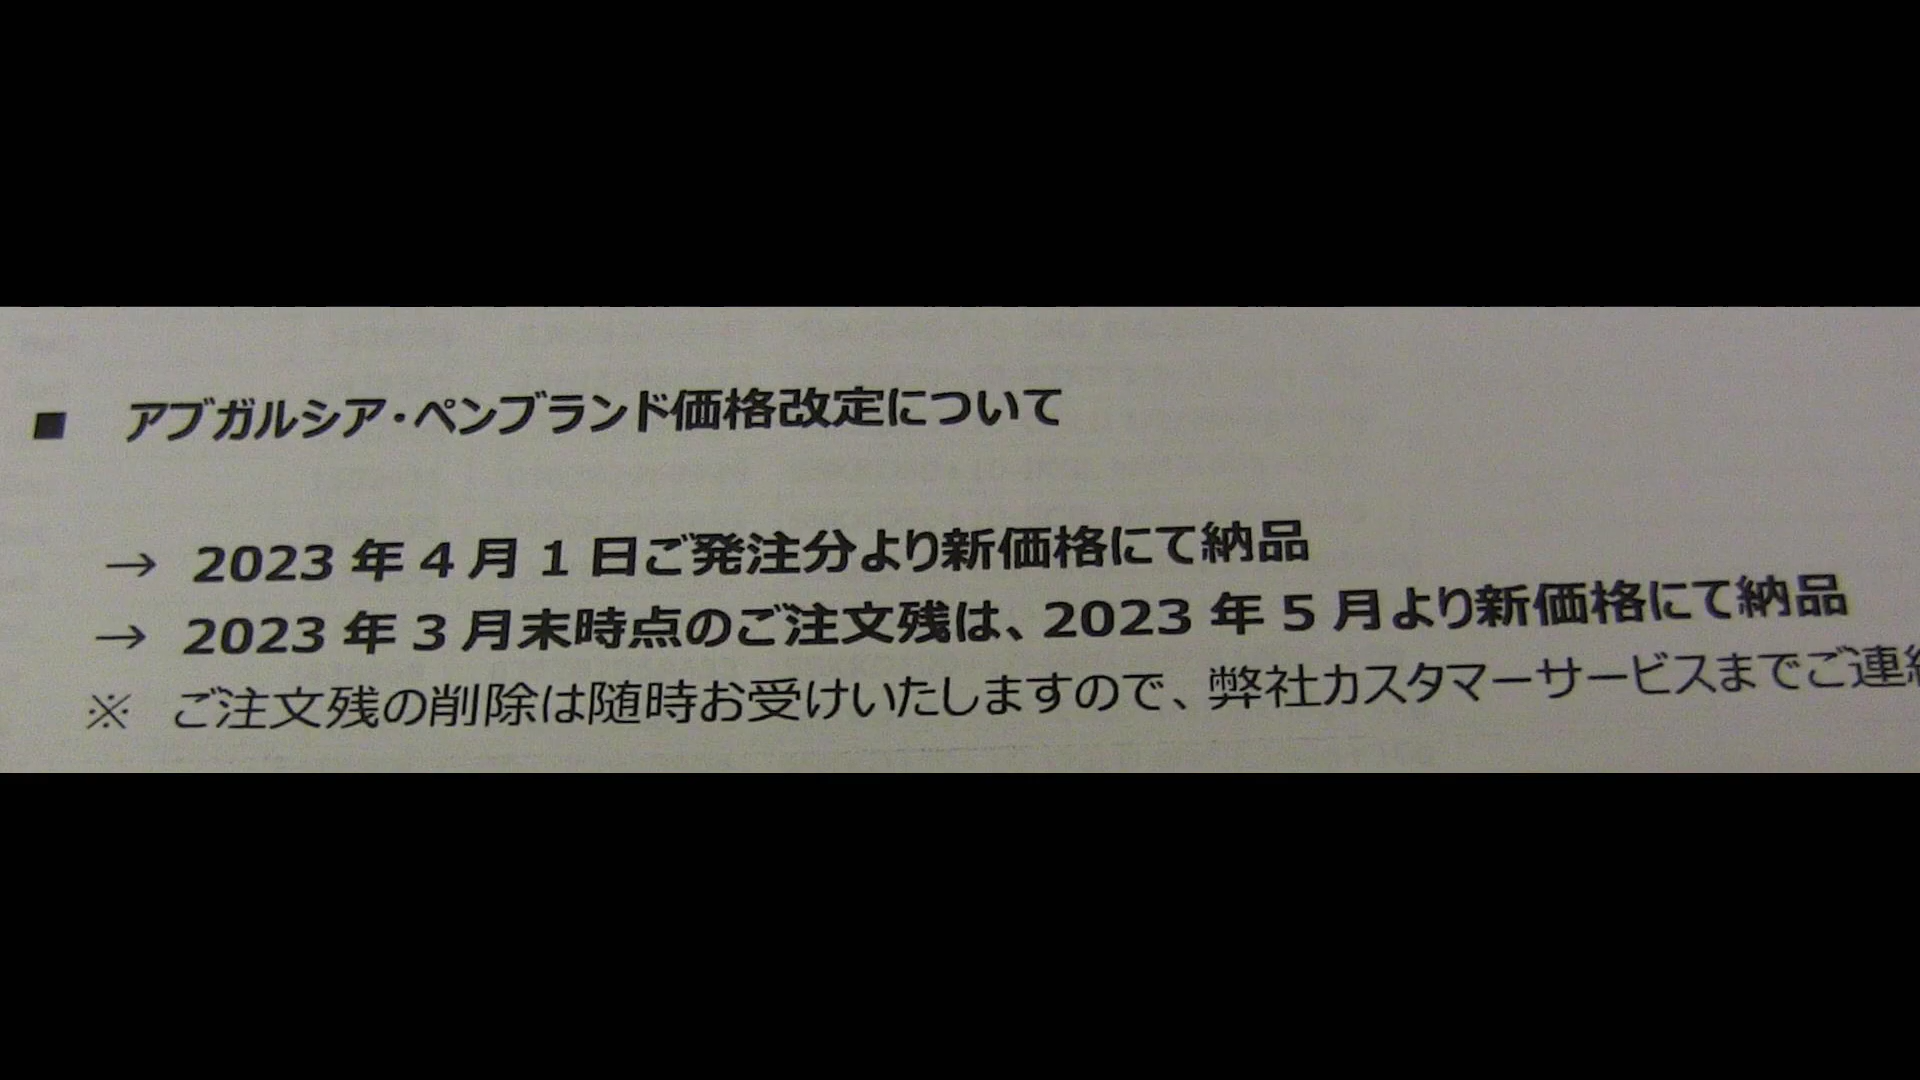 ■ アブガルシア・ペンブランド価格改定について
→ 2023 年 4 月 1 日ご発注分より新価格にて納品
→ 2023 年 3 月末時点のご注文残は、2023 年 5 月より新価格にて納品
※ ご注文残の削除は随時お受けいたしますので、弊社カスタマーサービスまでご連